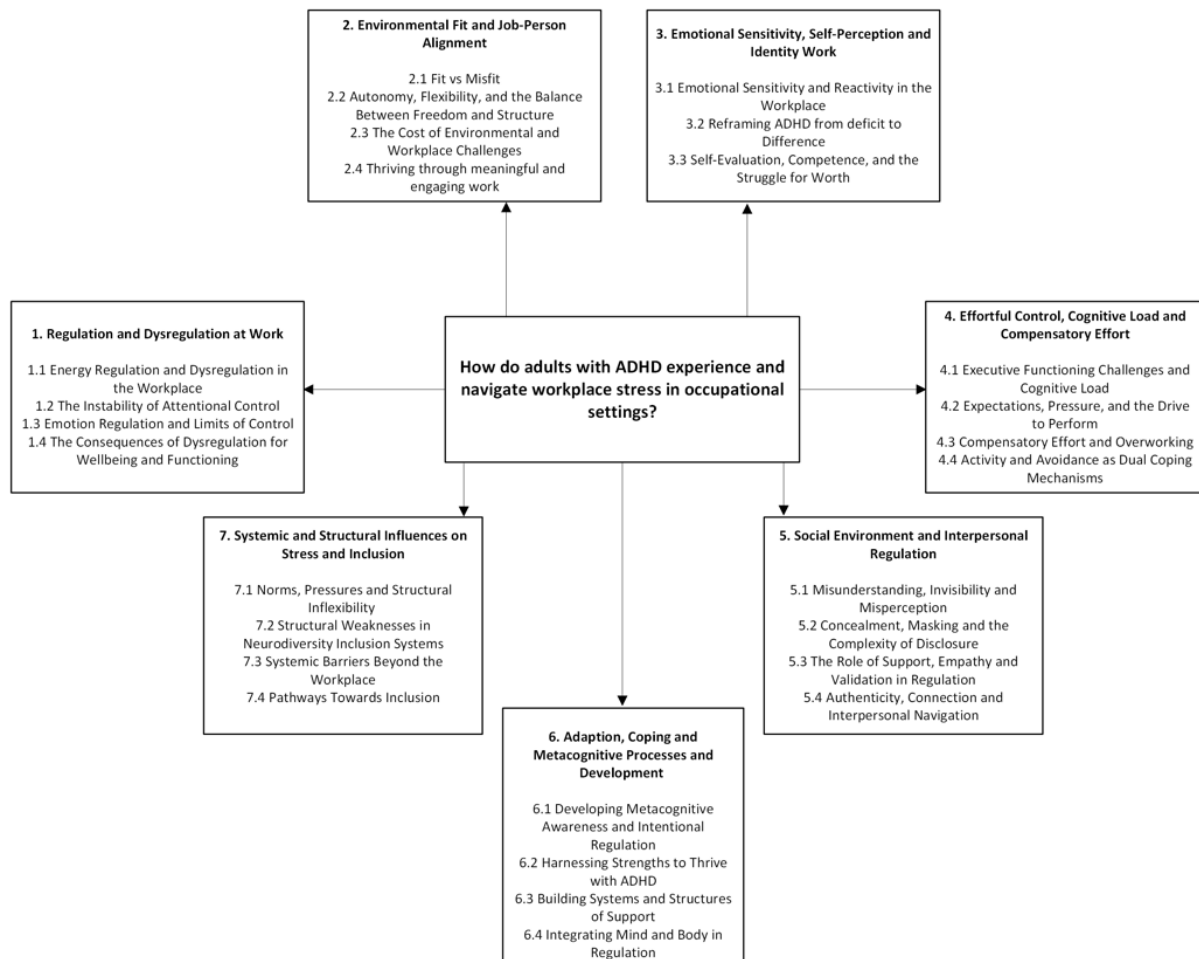 2. Environmental Fit and Job-Person
Alignment
2.1 Fit vs Misfit
2.2 Autonomy, Flexibility, and the Balance
Between Freedom and Structure
2.3 The Cost of Environmental and
Workplace Challenges
2.4 Thriving through meaningful and
engaging work
3. Emotional Sensitivity, Self-Perception and
Identity Work
3.1 Emotional Sensitivity and Reactivity in the
Workplace
3.2 Reframing ADHD from deficit to
Difference
3.3 Self-Evaluation, Competence, and the
Struggle for Worth
1. Regulation and Dysregulation at Work
1.1 Energy Regulation and Dysregulation in
the Workplace
1.2 The Instability of Attentional Control
1.3 Emotion Regulation and Limits of Control
1.4 The Consequences of Dysregulation for
Wellbeing and Functioning
How do adults with ADHD experience and
navigate workplace stress in occupational
settings?
4. Effortful Control, Cognitive Load and
Compensatory Effort
4.1 Executive Functioning Challenges and
Cognitive Load
4.2 Expectations, Pressure, and the Drive
to Perform
4.3 Compensatory Effort and Overworking
4.4 Activity and Avoidance as Dual Coping
Mechanisms
7. Systemic and Structural Influences on
Stress and Inclusion
7.1 Norms, Pressures and Structural
Inflexibility
7.2 Structural Weaknesses in
Neurodiversity Inclusion Systems
7.3 Systemic Barriers Beyond the
Workplace
7.4 Pathways Towards Inclusion
5. Social Environment and Interpersonal
Regulation
5.1 Misunderstanding, Invisibility and
Misperception
5.2 Concealment, Masking and the
Complexity of Disclosure
5.3 The Role of Support, Empathy and
Validation in Regulation
5.4 Authenticity, Connection and
Interpersonal Navigation
6. Adaption, Coping and
Metacognitive Processes and
Development
6.1 Developing Metacognitive
Awareness and Intentional
Regulation
6.2 Harnessing Strengths to Thrive
with ADHD
6.3 Building Systems and Structures
of Support
6.4 Integrating Mind and Body in
Regulation